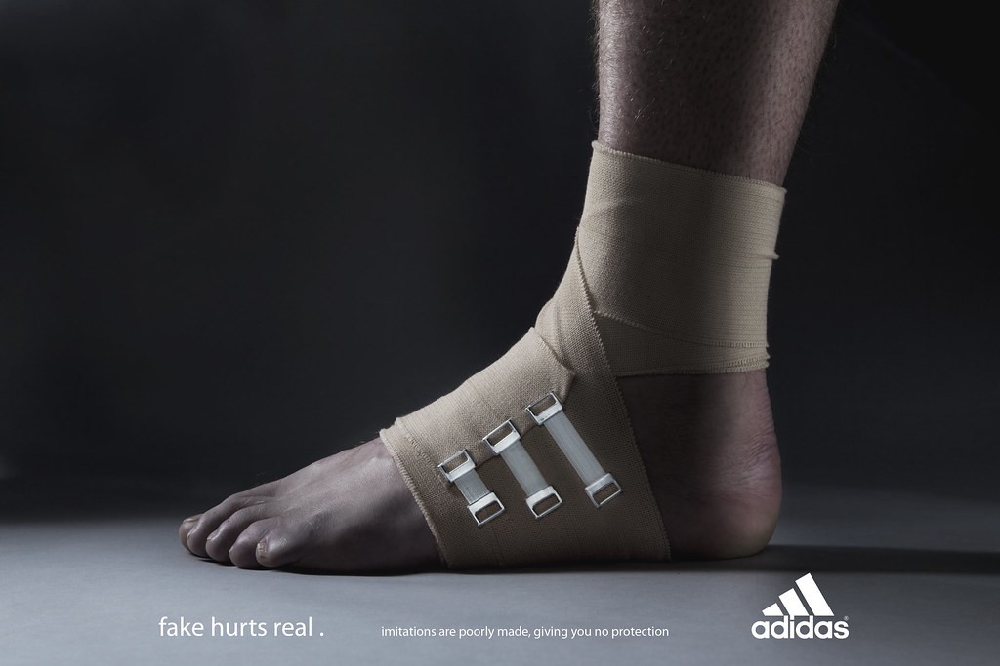 fake hurts real .
imitations are poorly made, giving you no protection
adidas®